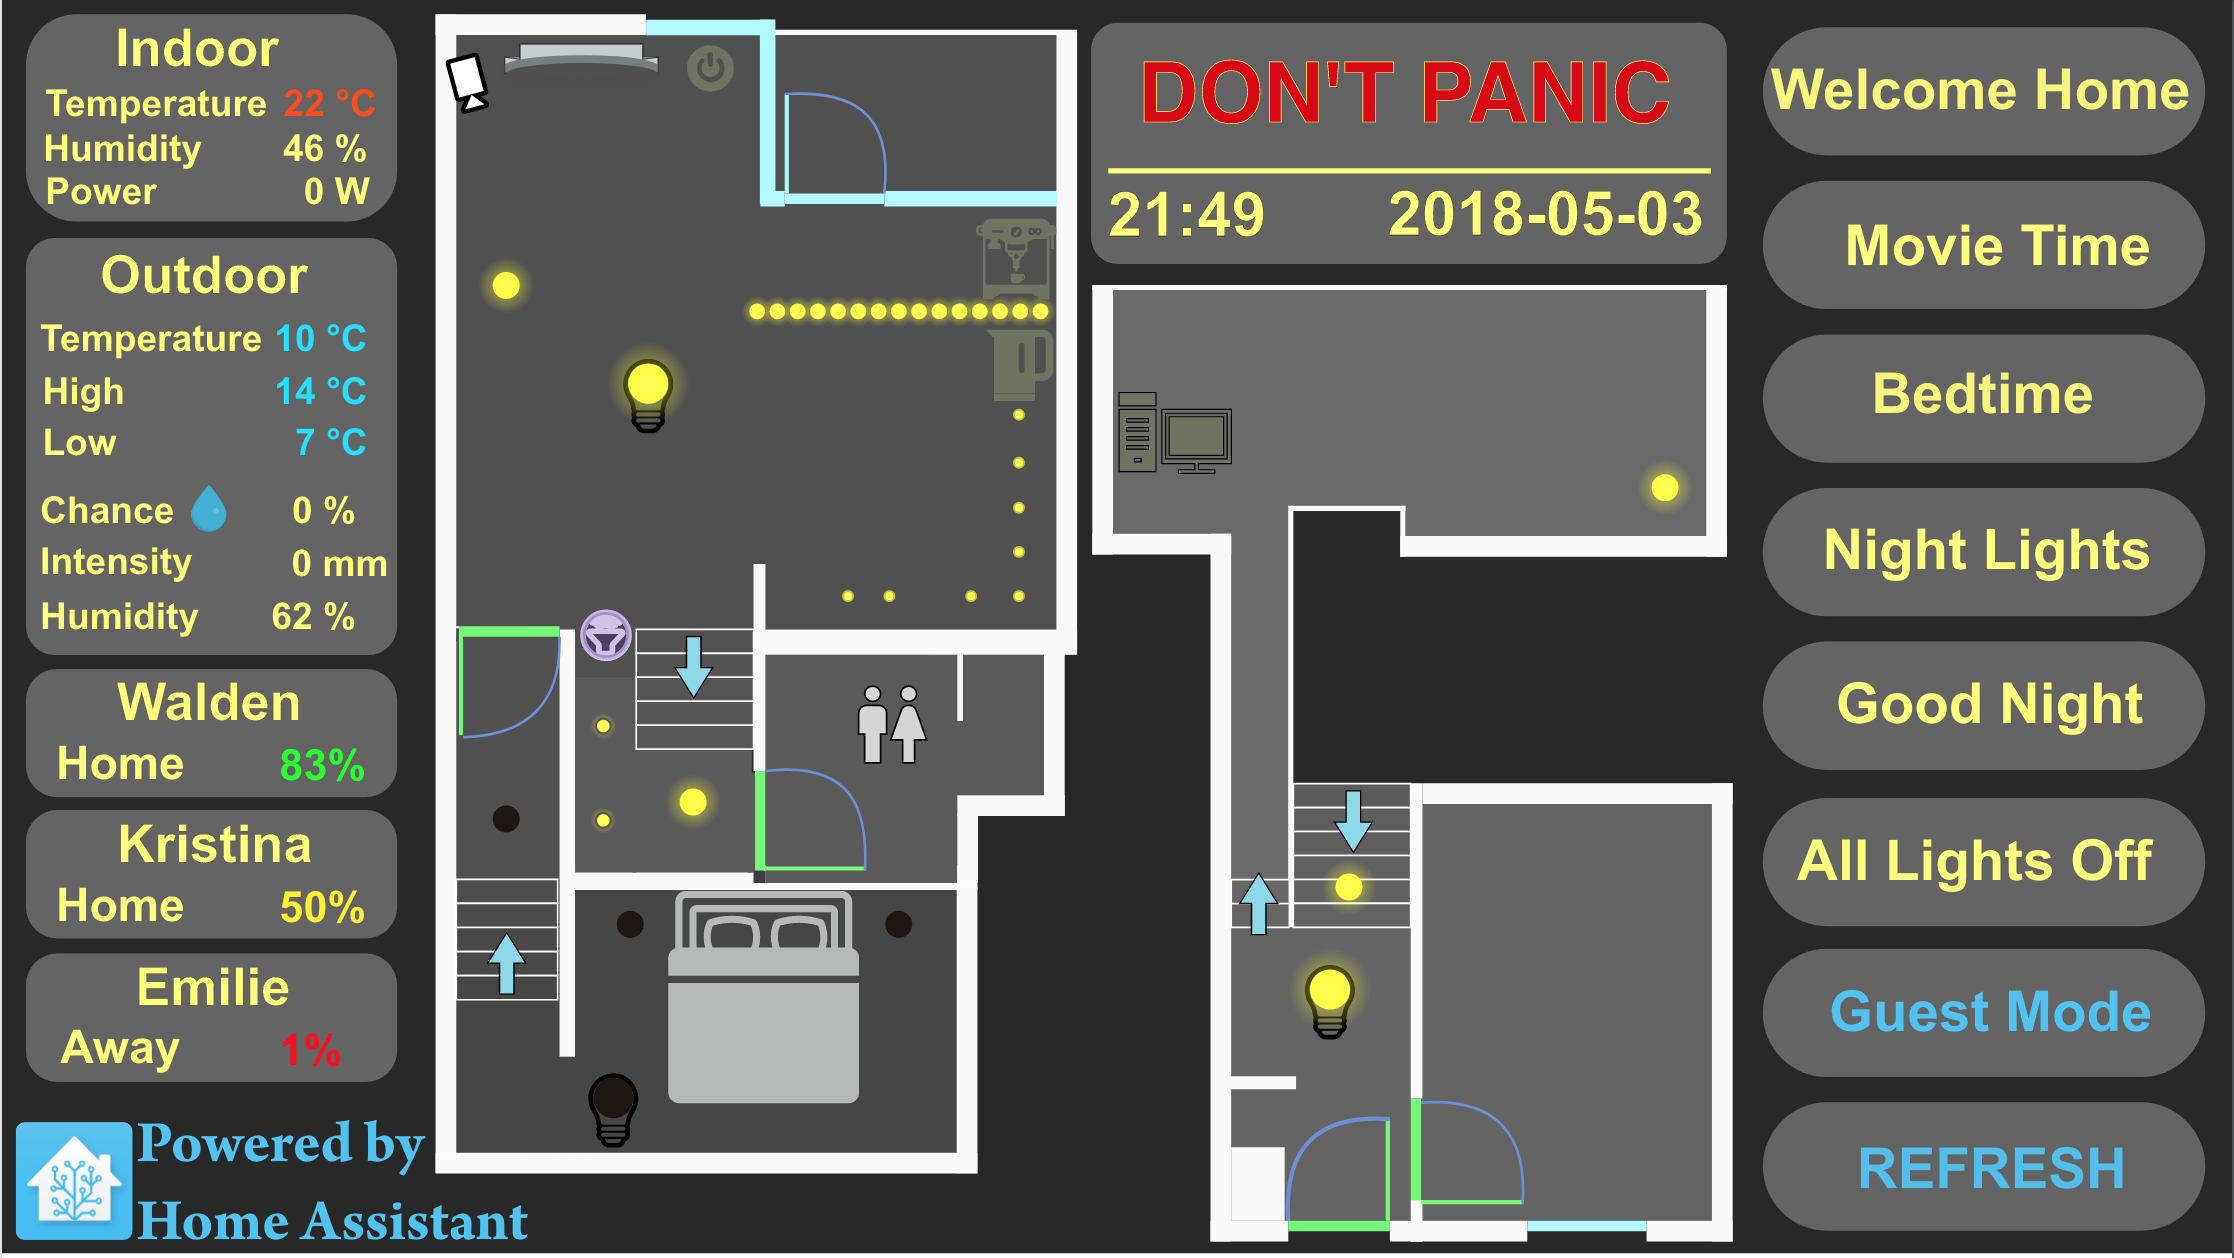 Indoor
Temperature 22 °C
Humidity 46 %
Power 0 W
Outdoor
Temperature 10 °C
High 14 °C
Low 7 °C
Chance 0 %
Intensity 0 mm
Humidity 62 %
Walden
Home 83%
Kristina
Home 50%
Emilie
Away 1%
Powered by
Home Assistant
DON'T PANIC
21:49 2018-05-03
Welcome Home
Movie Time
Bedtime
Night Lights
Good Night
All Lights Off
Guest Mode
REFRESH